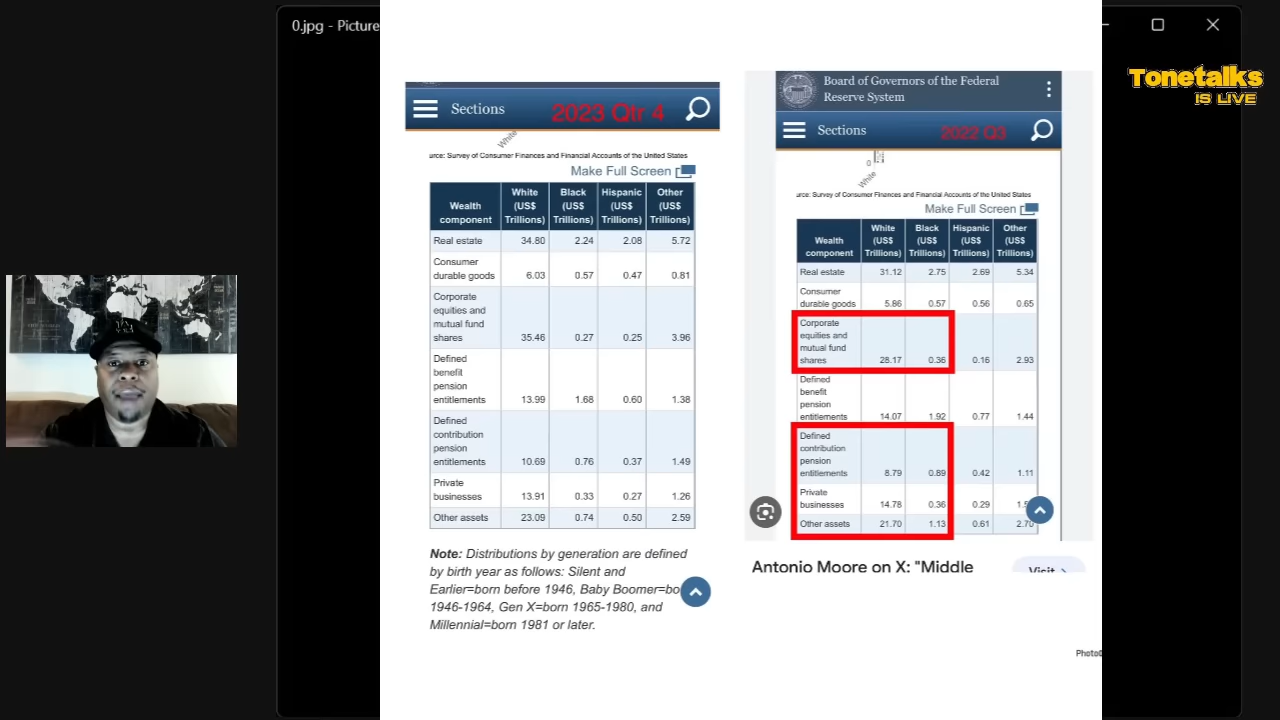 0.jpg - Picture
Tonetalks
IS LIVE
Sections
2023 Qtr 4
White
urce: Survey of Consumer Finances and Financial Accounts of the United States
Make Full Screen
Wealth component | White (US$ Trillions) | Black (US$ Trillions) | Hispanic (US$ Trillions) | Other (US$ Trillions)
Real estate 34.80 2.24 2.08 5.72
Consumer durable goods 6.03 0.57 0.47 0.81
Corporate equities and mutual fund shares 35.46 0.27 0.25 3.96
Defined benefit pension entitlements 13.99 1.68 0.60 1.38
Defined contribution pension entitlements 10.69 0.76 0.37 1.49
Private businesses 13.91 0.33 0.27 1.26
Other assets 23.09 0.74 0.50 2.59
Note: Distributions by generation are defined
by birth year as follows: Silent and
Earlier=born before 1946, Baby Boomer=bo
1946-1964, Gen X=born 1965-1980, and
Millennial=born 1981 or later.
Board of Governors of the Federal
Reserve System
Sections
2022 Q3
0
White
urce: Survey of Consumer Finances and Financial Accounts of the United States
Make Full Screen
Wealth component | White (US$ Trillions) | Black (US$ Trillions) | Hispanic (US$ Trillions) | Other (US$ Trillions)
Real estate 31.12 2.75 2.69 5.34
Consumer durable goods 5.86 0.57 0.56 0.65
Corporate equities and mutual fund shares 28.17 0.36 0.16 2.93
Defined benefit pension entitlements 14.07 1.92 0.77 1.44
Defined contribution pension entitlements 8.79 0.89 0.42 1.11
Private businesses 14.78 0.36 0.29
Other assets 21.70 1.13 0.61 2.70
Antonio Moore on X: "Middle
Visit